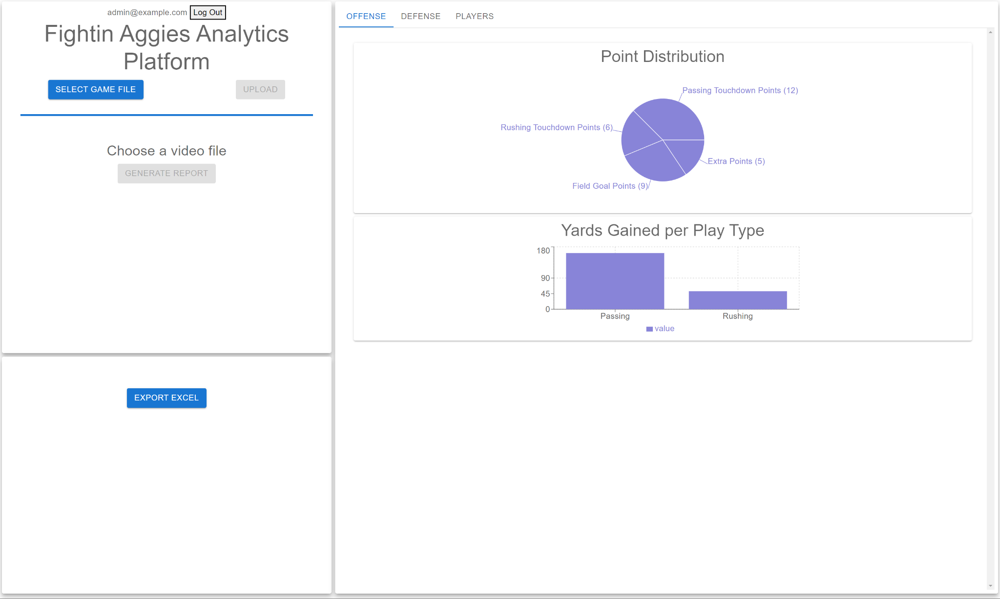 admin@example.com Log Out
Fightin Aggies Analytics
Platform
SELECT GAME FILE
UPLOAD
Choose a video file
GENERATE REPORT
EXPORT EXCEL
OFFENSE
DEFENSE
PLAYERS
Point Distribution
Passing Touchdown Points (12)
Rushing Touchdown Points (6)
Extra Points (5)
Field Goal Points (9)
Yards Gained per Play Type
180
90
45
0
Passing
Rushing
value